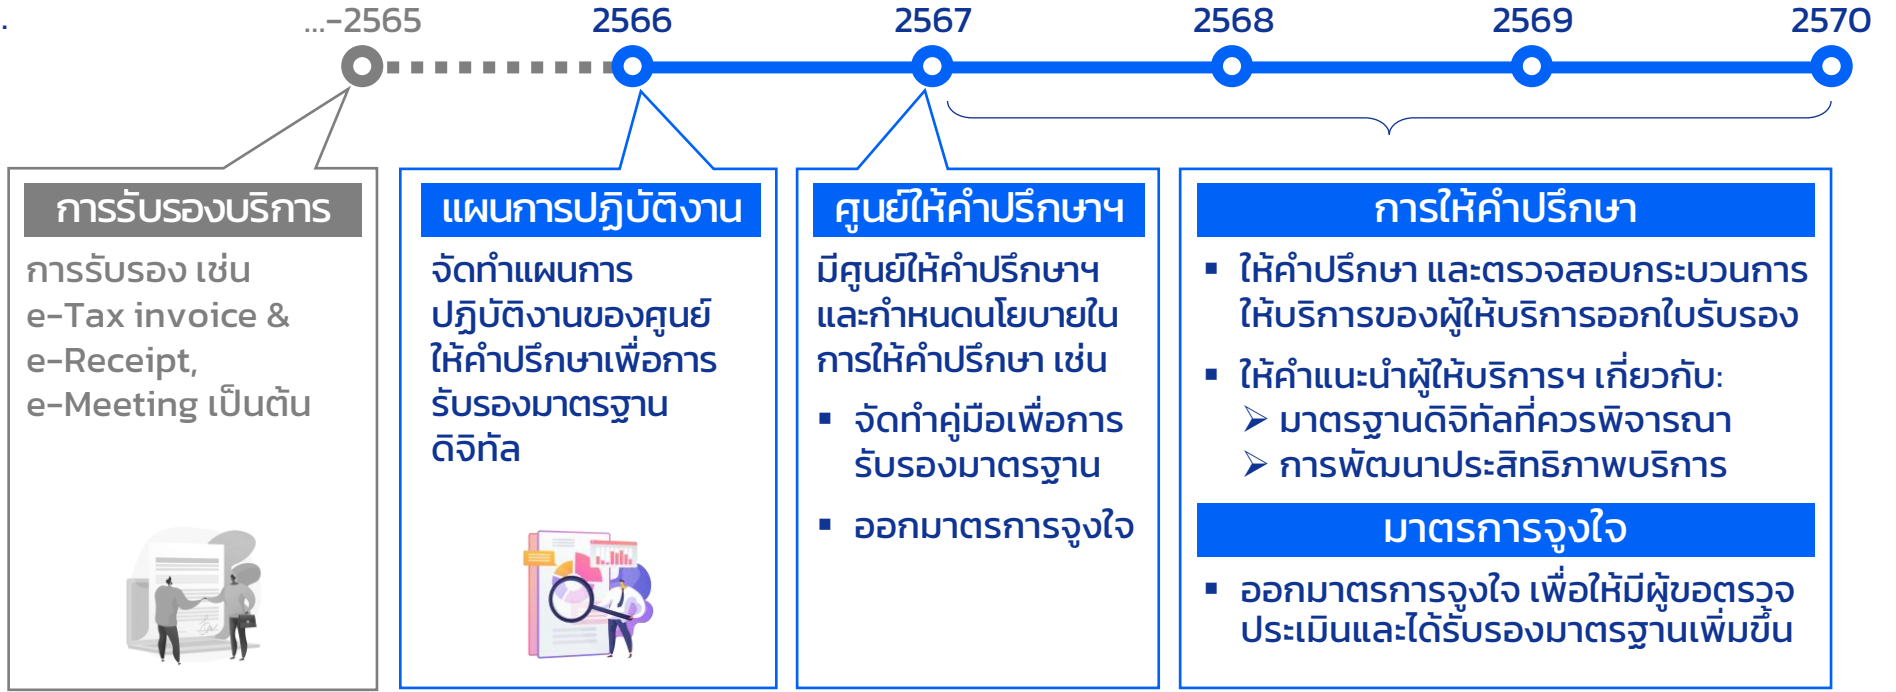 .
...-2565
2566
2567
2568
2569
2570
การรับรองบริการ
การรับรอง เช่น
e-Tax invoice &
e-Receipt,
e-Meeting เป็นต้น
แผนการปฏิบัติงาน
จัดทำแผนการ
ปฏิบัติงานของศูนย์
ให้คำปรึกษาเพื่อการ
รับรองมาตรฐาน
ดิจิทัล
ศูนย์ให้คำปรึกษาฯ
มีศูนย์ให้คำปรึกษาฯ
และกำหนดนโยบายใน
การให้คำปรึกษา เช่น
▪ จัดทำคู่มือเพื่อการ
รับรองมาตรฐาน
▪ ออกมาตรการจูงใจ
การให้คำปรึกษา
▪ ให้คำปรึกษา และตรวจสอบกระบวนการ
ให้บริการของผู้ให้บริการออกใบรับรอง
▪ ให้คำแนะนำผู้ให้บริการฯ เกี่ยวกับ:
➢ มาตรฐานดิจิทัลที่ควรพิจารณา
➢ การพัฒนาประสิทธิภาพบริการ
มาตรการจูงใจ
▪ ออกมาตรการจูงใจ เพื่อให้มีผู้ขอตรวจ
ประเมินและได้รับรองมาตรฐานเพิ่มขึ้น